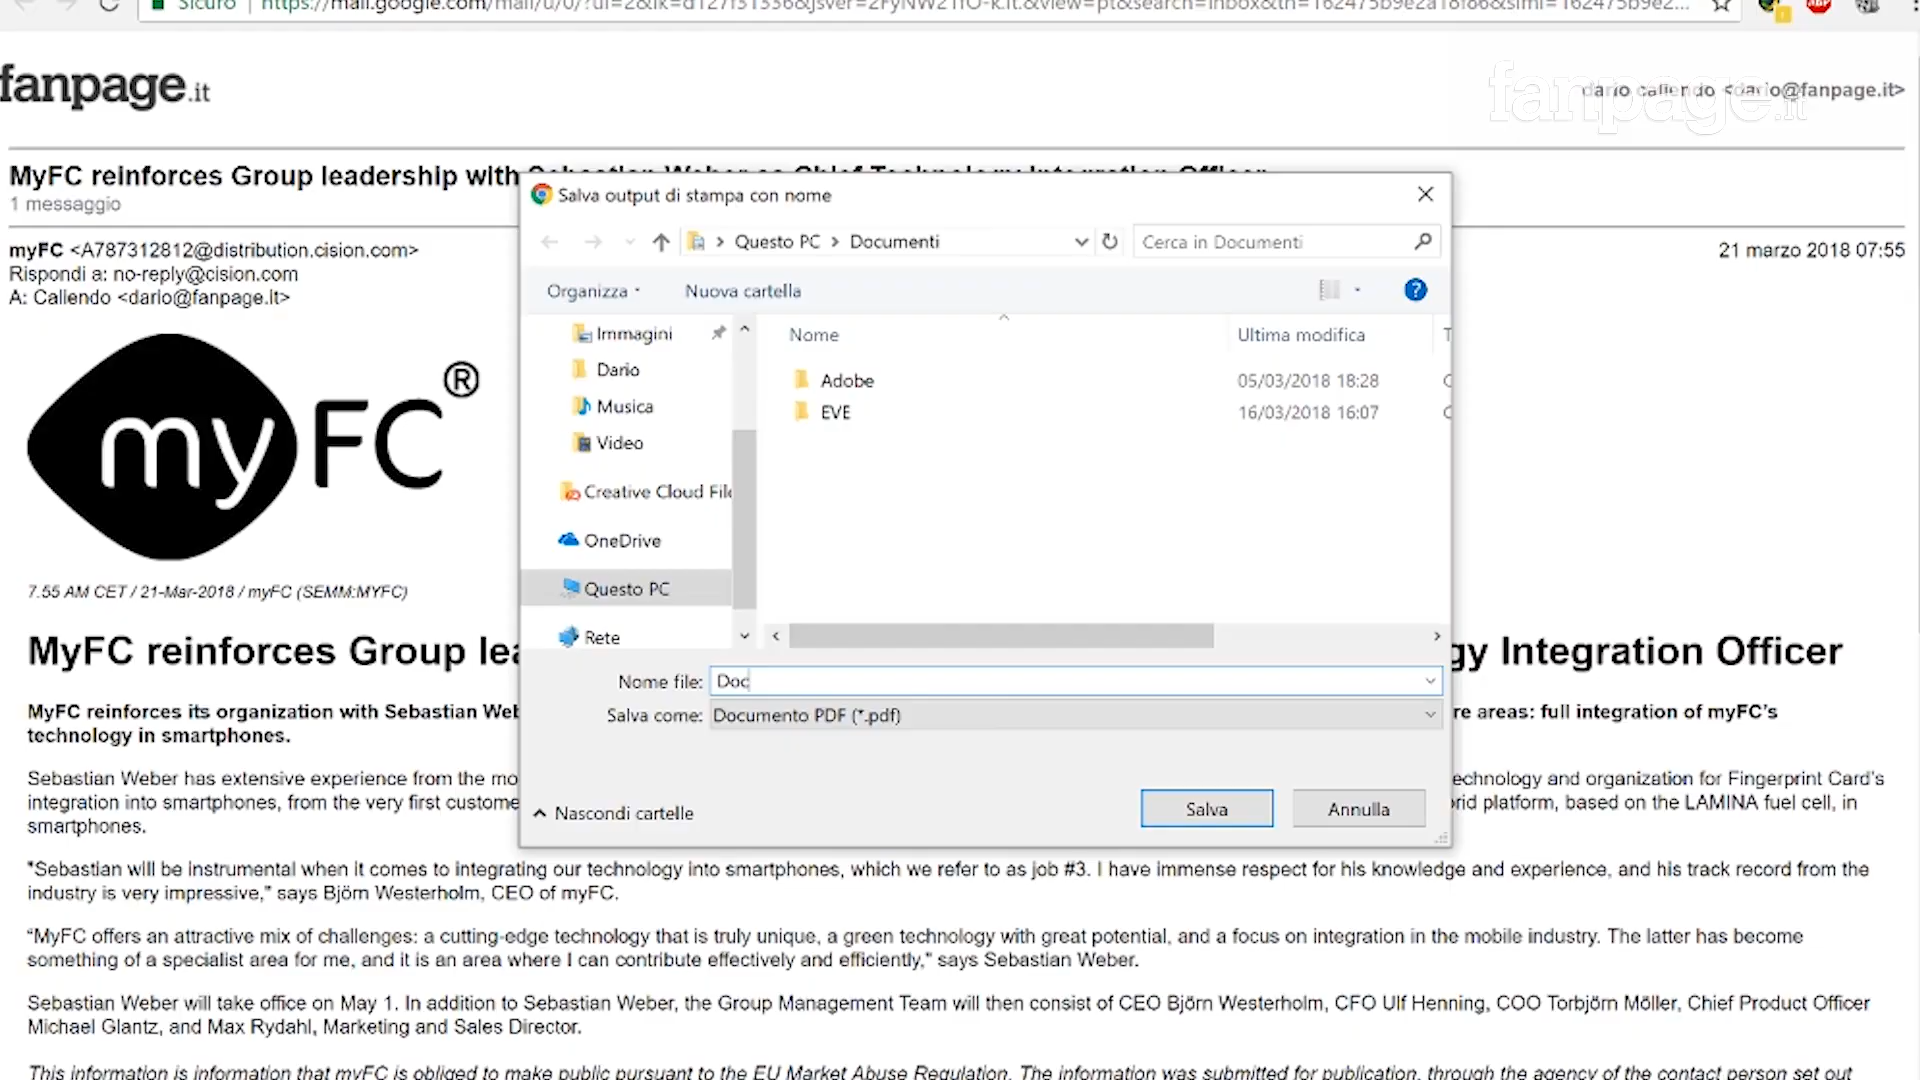 Sicuro
fanpage.it
fanpage.it
dario callendo <dario@fanpage.it>
MyFC reinforces Group leadership with Sebastian Weber as Chief Technology Integration Officer
1 messaggio
myFC <A787312812@distribution.cision.com>
21 marzo 2018 07:55
Rispondi a: no-reply@cision.com
A: Callendo <dario@fanpage.it>
my FC ®
7.55 AM CET / 21-Mar-2018 / myFC (SEMM:MYFC)
MyFC reinforces Group lea
gy Integration Officer
MyFC reinforces its organization with Sebastian Web
re areas: full integration of myFC's
technology in smartphones.
Sebastian Weber has extensive experience from the mo
echnology and organization for Fingerprint Card's
integration into smartphones, from the very first custome
rid platform, based on the LAMINA fuel cell, in
smartphones.
"Sebastian will be instrumental when it comes to integrating our technology into smartphones, which we refer to as job #3. I have immense respect for his knowledge and experience, and his track record from the
industry is very impressive," says Björn Westerholm, CEO of myFC.
"MyFC offers an attractive mix of challenges: a cutting-edge technology that is truly unique, a green technology with great potential, and a focus on integration in the mobile industry. The latter has become
something of a specialist area for me, and it is an area where I can contribute effectively and efficiently," says Sebastian Weber.
Sebastian Weber will take office on May 1. In addition to Sebastian Weber, the Group Management Team will then consist of CEO Björn Westerholm, CFO Ulf Henning, COO Torbjörn Möller, Chief Product Officer
Michael Glantz, and Max Rydahl, Marketing and Sales Director.
This information is information that myFC is obliged to make public pursuant to the EU Market Abuse Regulation. The information was submitted for publication, through the agency of the contact person set out
Salva output di stampa con nome
Questo PC > Documenti
Cerca in Documenti
Organizza
Nuova cartella
?
Immagini
Dario
Musica
Video
Creative Cloud File
OneDrive
Questo PC
Rete
Nome
Ultima modifica
T
Adobe
05/03/2018 18:28
C
EVE
16/03/2018 16:07
C
Nome file: Doc
Salva come: Documento PDF (*.pdf)
Nascondi cartelle
Salva
Annulla